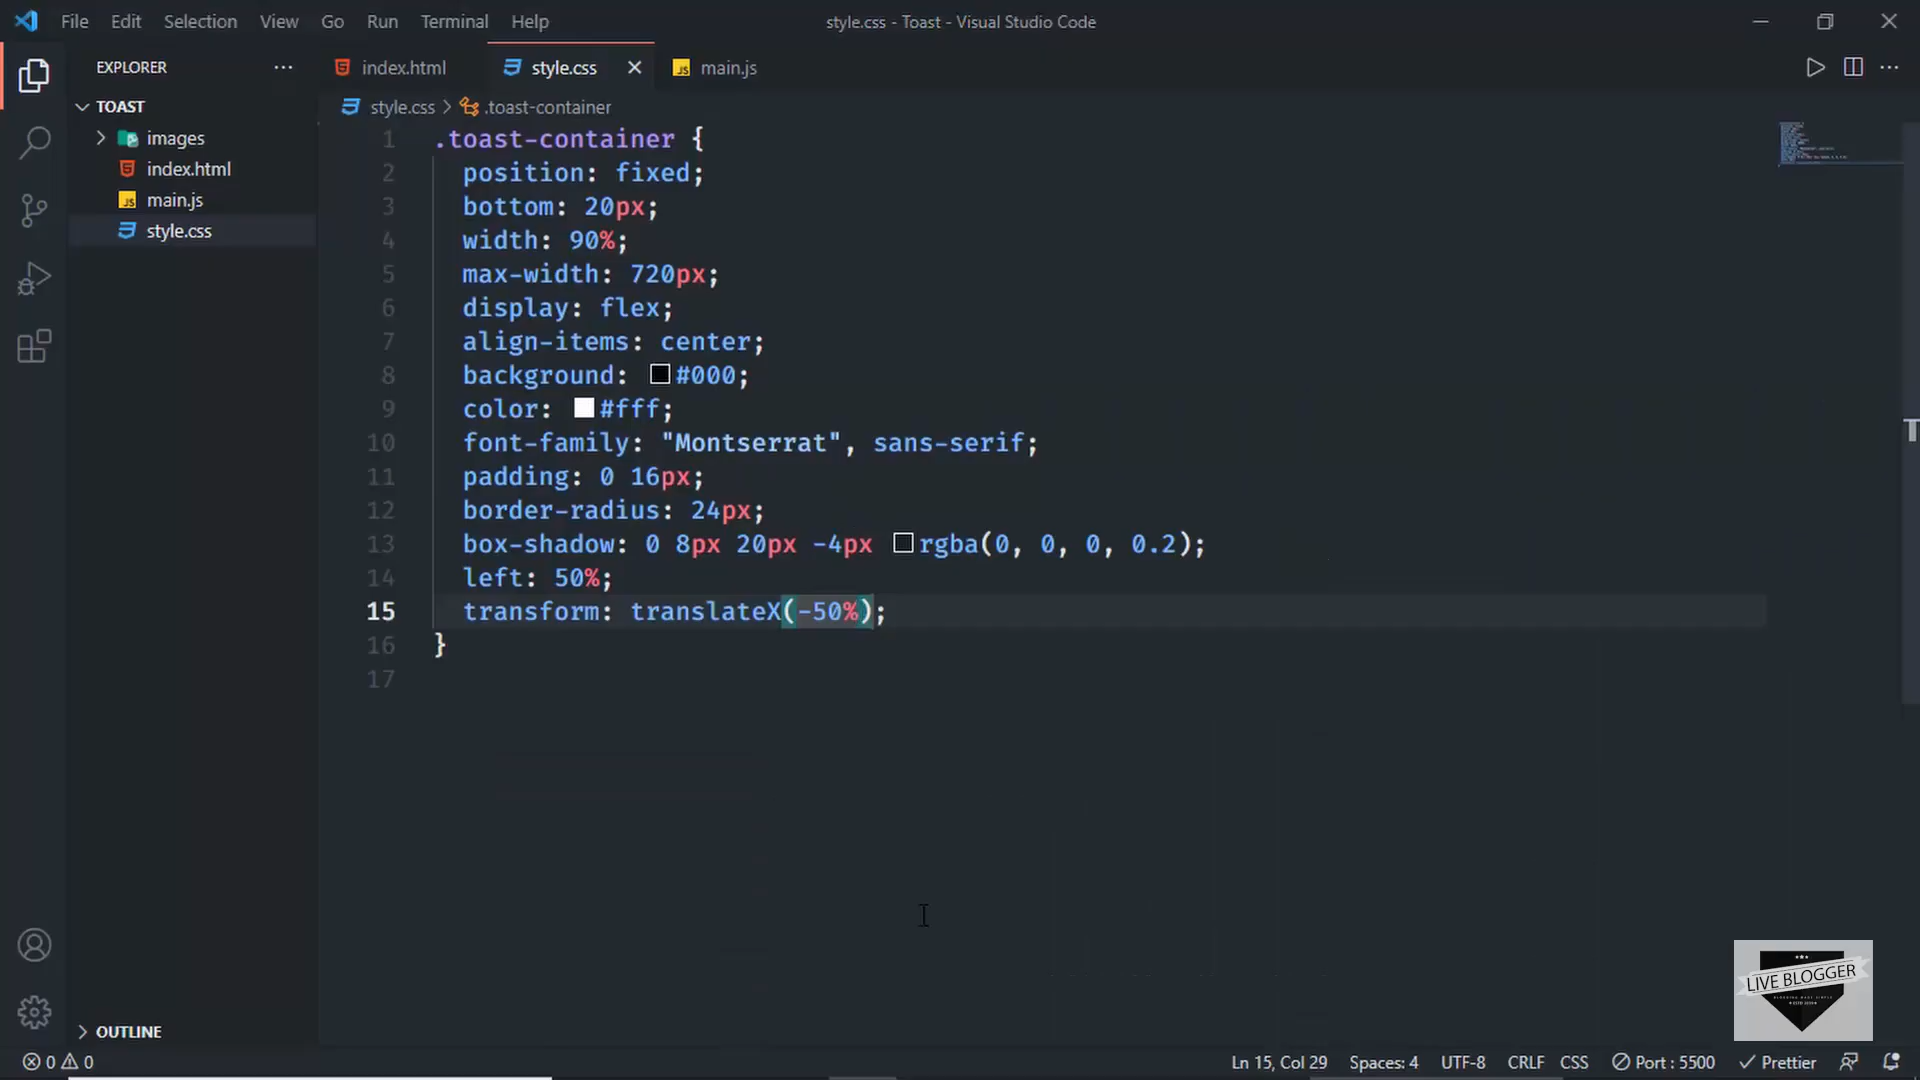 File Edit Selection View Go Run Terminal Help
style.css - Toast - Visual Studio Code
EXPLORER
index.html
style.css
main.js
TOAST
style.css > .toast-container
images
index.html
main.js
style.css
1 .toast-container {
2 position: fixed;
3 bottom: 20px;
4 width: 90%;
5 max-width: 720px;
6 display: flex;
7 align-items: center;
8 background: #000;
9 color: #fff;
10 font-family: "Montserrat", sans-serif;
11 padding: 0 16px;
12 border-radius: 24px;
13 box-shadow: 0 8px 20px -4px rgba(0, 0, 0, 0.2);
14 left: 50%;
15 transform: translateX(-50%);
16 }
17
T
LIVE BLOGGER
OUTLINE
0 0
Ln 15, Col 29
Spaces: 4
UTF-8
CRLF
CSS
Port : 5500
Prettier